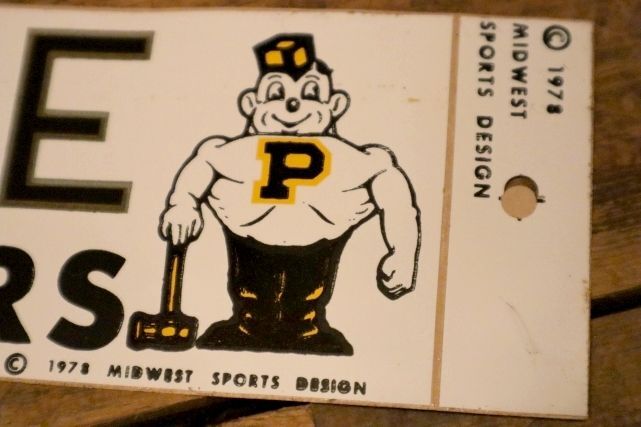 E
RS
P
© 1978 MIDWEST SPORTS DESIGN
© 1978
MIDWEST
SPORTS DESIGN